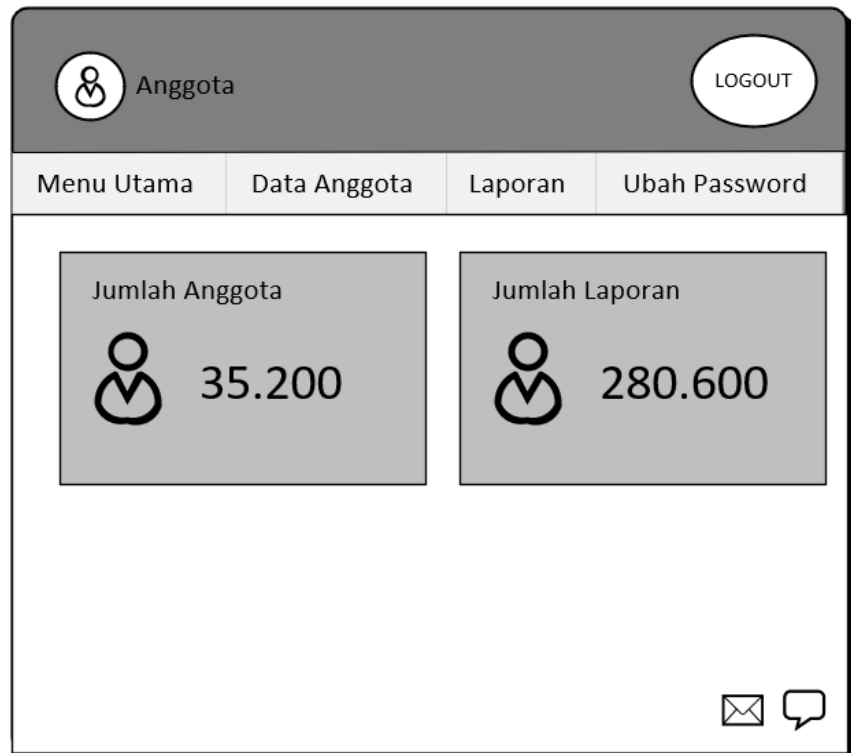 Anggota
LOGOUT
Menu Utama
Data Anggota
Laporan
Ubah Password
Jumlah Anggota
35.200
Jumlah Laporan
280.600